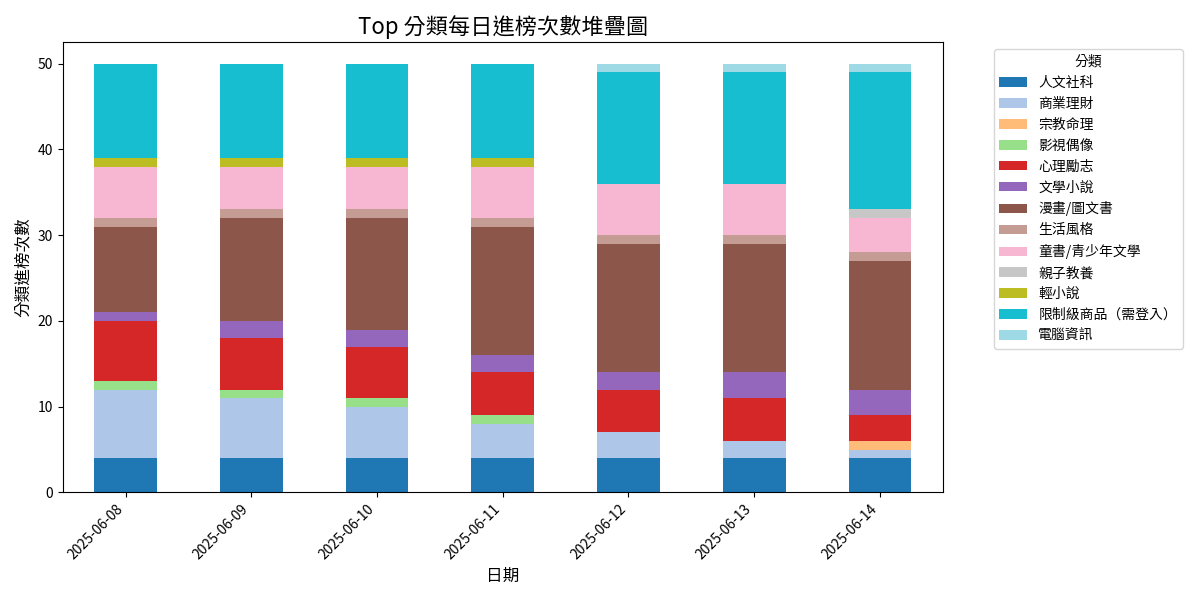 Top 分類每日進榜次數堆疊圖
分類進榜次數
50
40
30
20
10
0
2025-06-08
2025-06-09
2025-06-10
2025-06-11
2025-06-12
2025-06-13
2025-06-14
日期
分類
人文社科
商業理財
宗教命理
影視偶像
心理勵志
文學小說
漫畫/圖文書
生活風格
童書/青少年文學
親子教養
輕小說
限制級商品（需登入）
電腦資訊